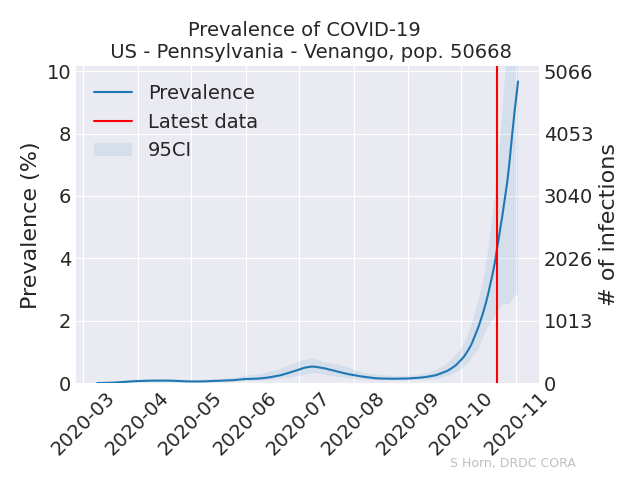 Prevalence of COVID-19
US - Pennsylvania - Venango, pop. 50668
10
8
6
4
2
0
Prevalence (%)
Prevalence
Latest data
95CI
5066
4053
3040
2026
1013
0
# of infections
2020-03
2020-04
2020-05
2020-06
2020-07
2020-08
2020-09
2020-10
2020-11
S Horn, DRDC CORA